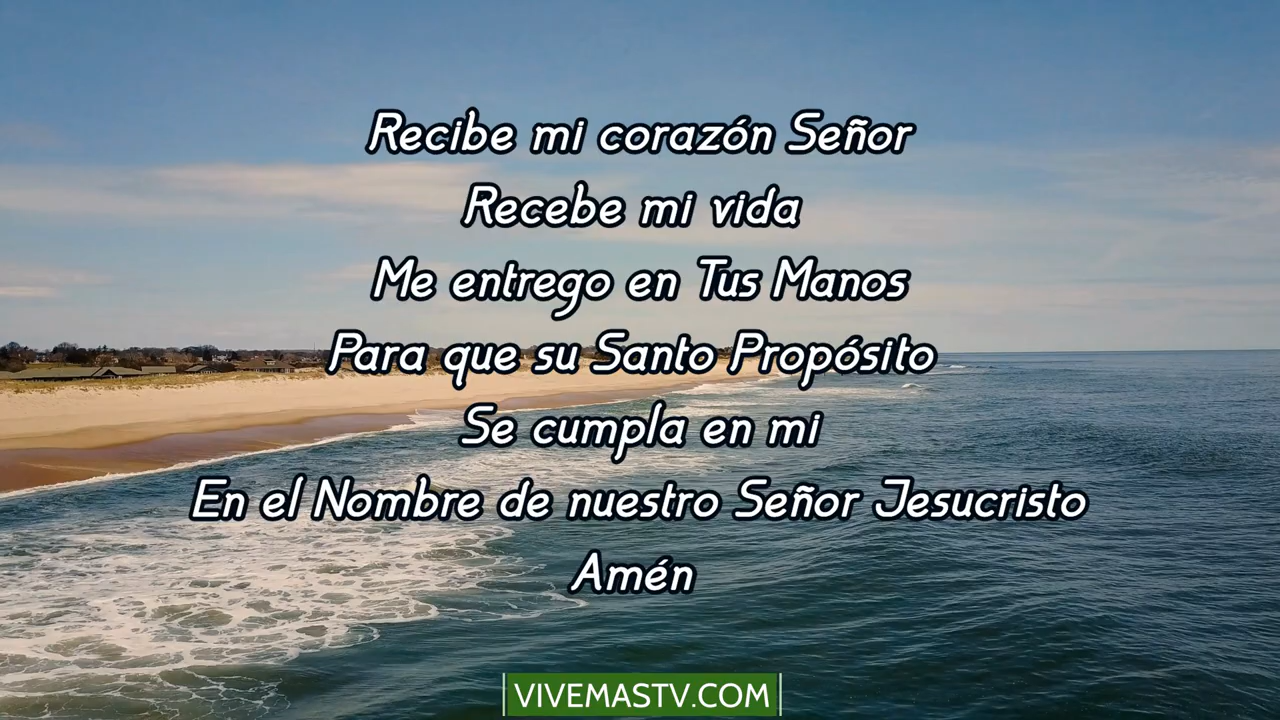 Recibe mi corazón Señor
Recebe mi vida
Me entrego en Tus Manos
Para que su Santo Propósito
Se cumpla en mi
En el Nombre de nuestro Señor Jesucristo
Amén
VIVEMASTV.COM